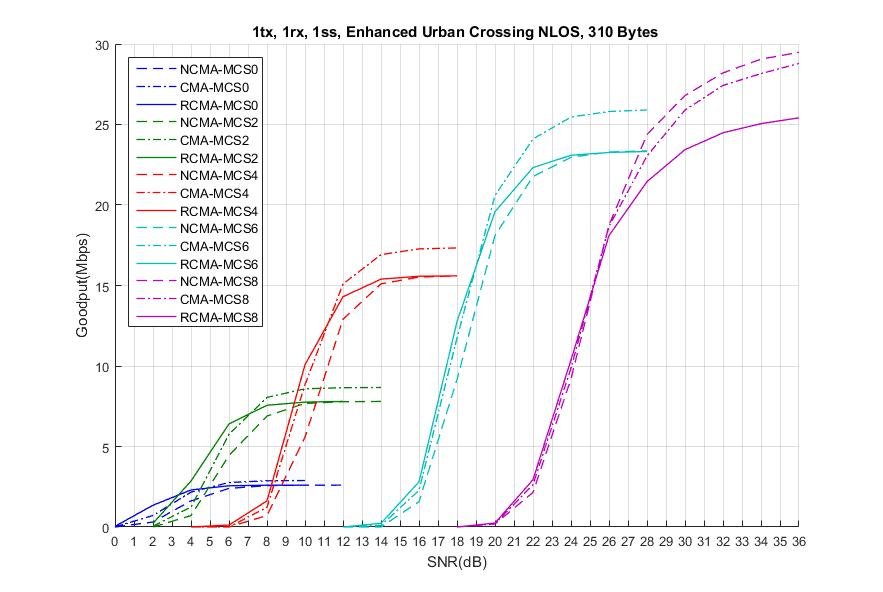 1tx, 1rx, 1ss, Enhanced Urban Crossing NLOS, 310 Bytes
30
25
20
15
10
5
0
Goodput(Mbps)
NCMA-MCS0
CMA-MCS0
RCMA-MCS0
NCMA-MCS2
CMA-MCS2
RCMA-MCS2
NCMA-MCS4
CMA-MCS4
RCMA-MCS4
NCMA-MCS6
CMA-MCS6
RCMA-MCS6
NCMA-MCS8
CMA-MCS8
RCMA-MCS8
0 1 2 3 4 5 6 7 8 9 10 11 12 13 14 15 16 17 18 19 20 21 22 23 24 25 26 27 28 29 30 31 32 33 34 35 36
SNR(dB)